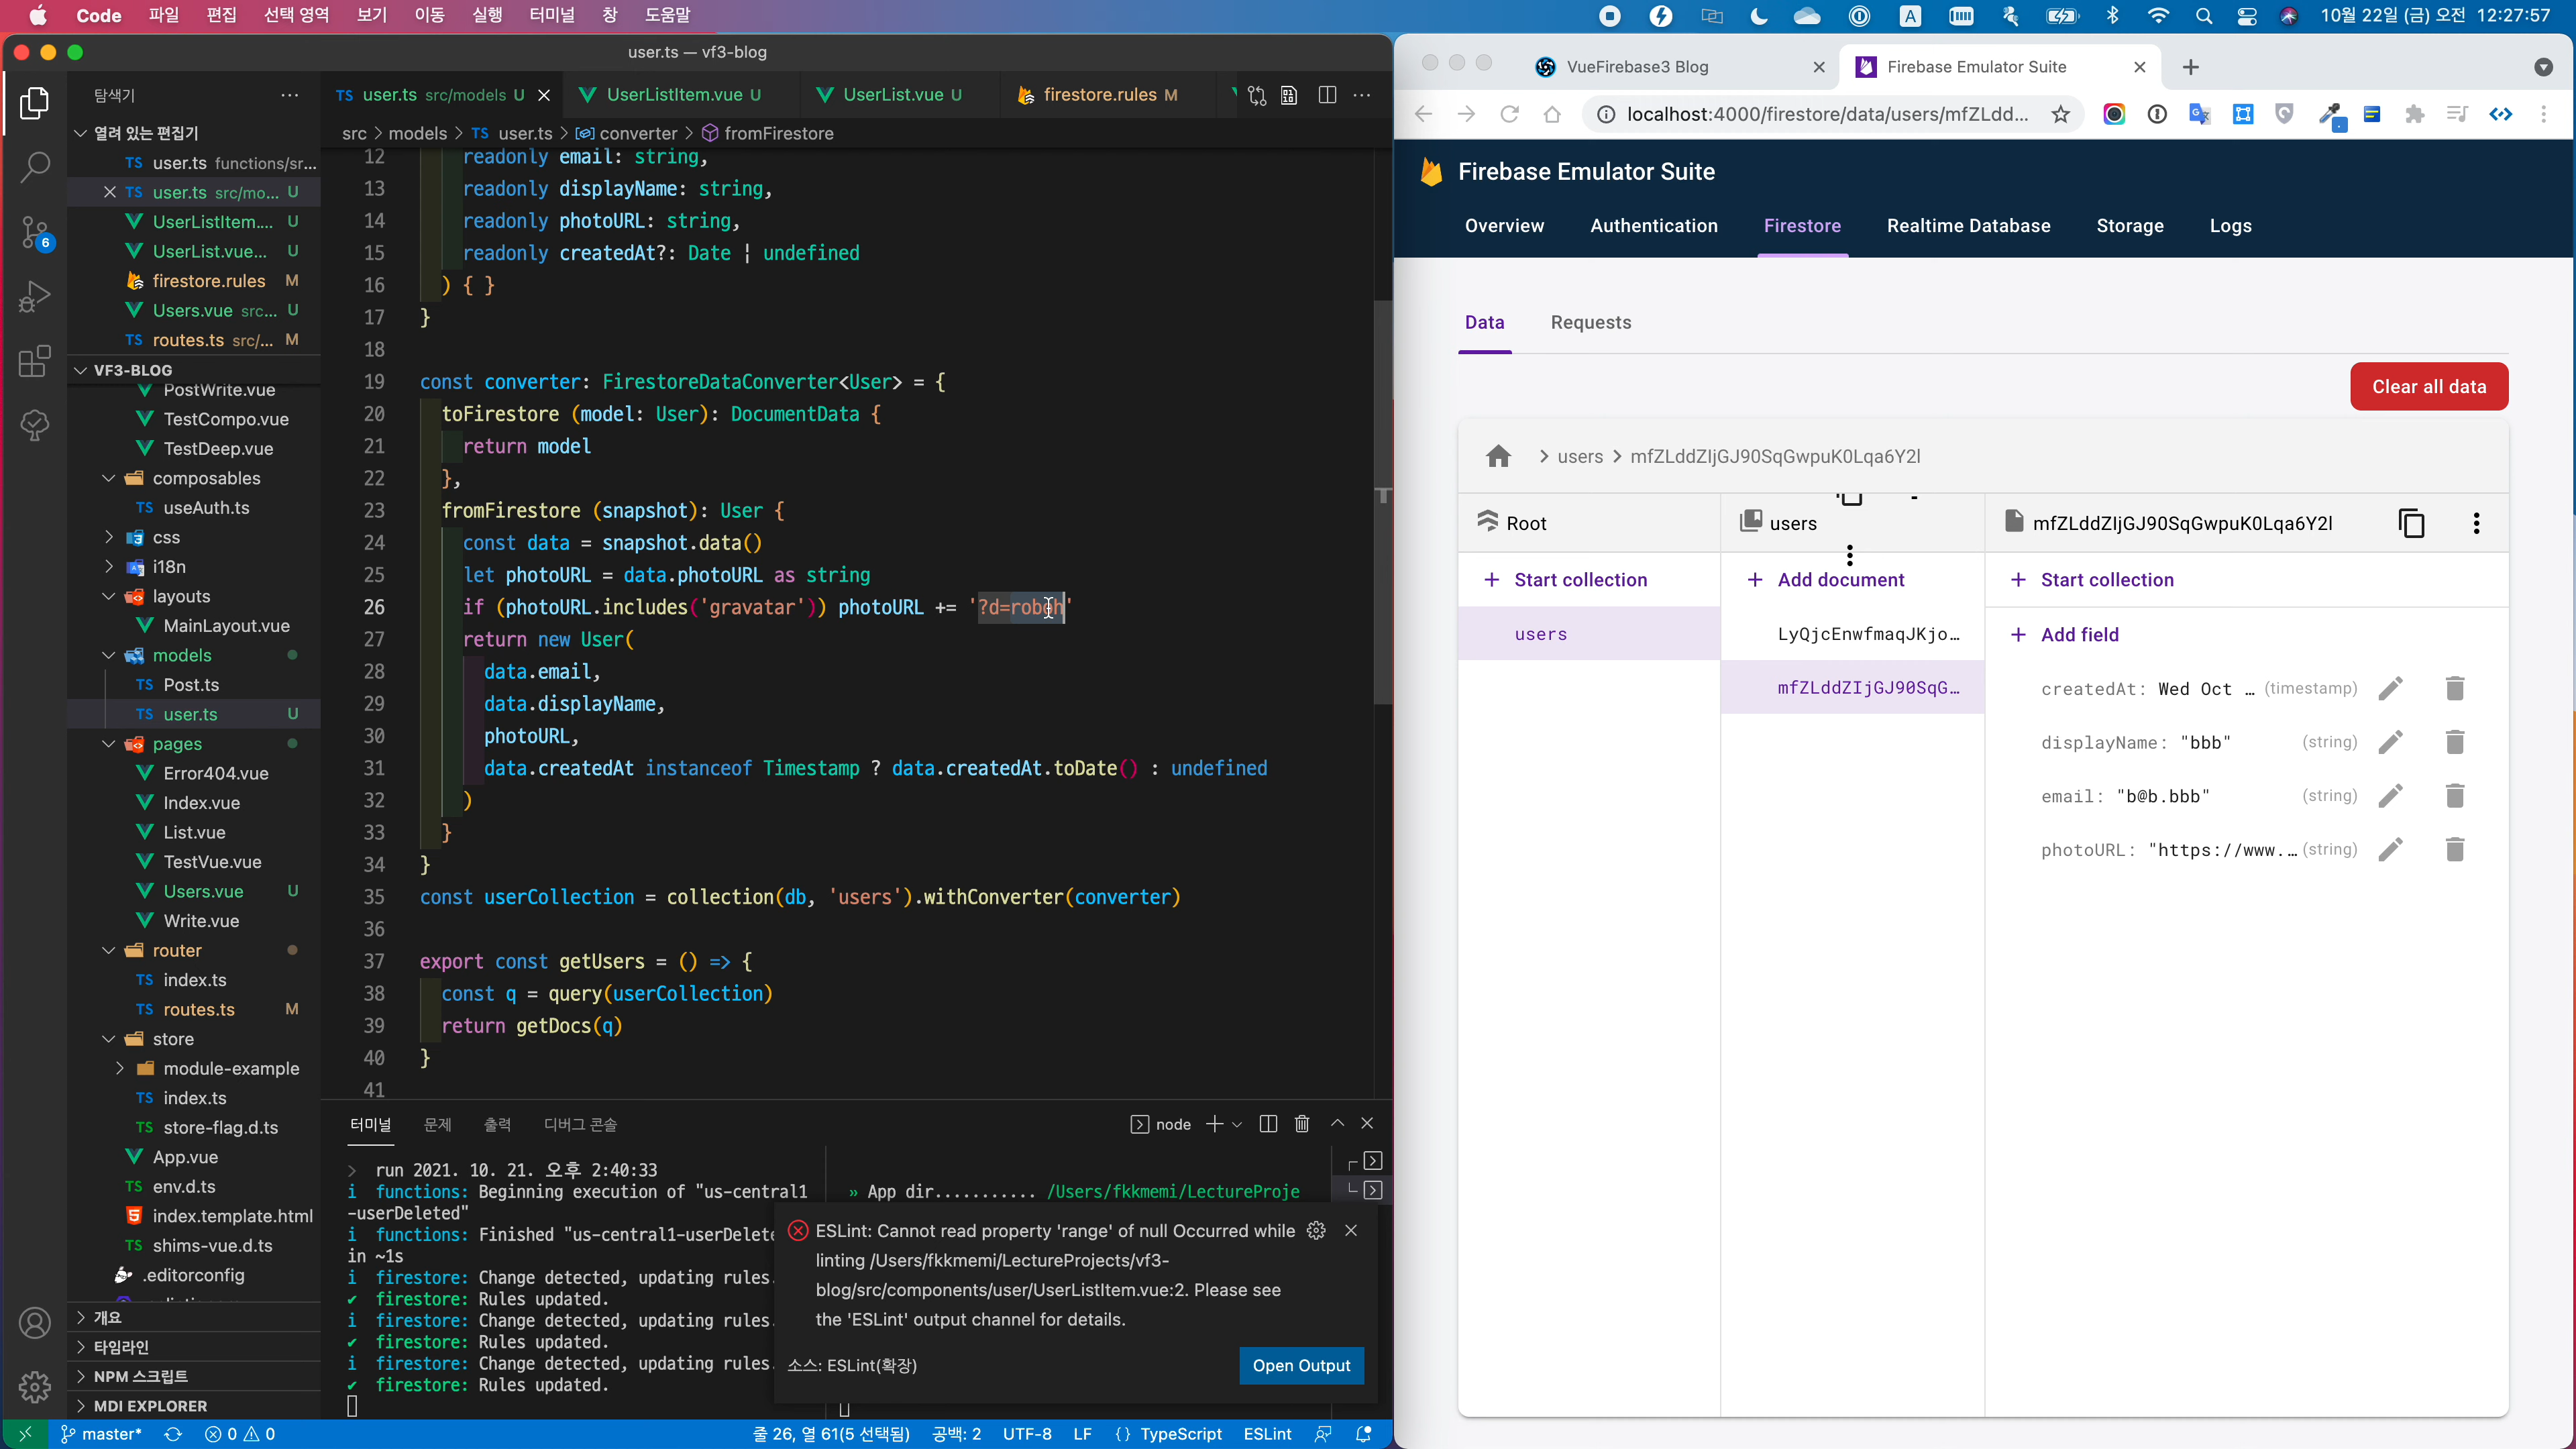 Code 파일 편집 선택 영역 보기 이동 실행 터미널 창 도움말
A 10월 22일 (금) 오전 12:27:57
user.ts — vf3-blog
탐색기
열려 있는 편집기
TS user.ts functions/sr...
TS user.ts src/mo... U
UserListItem.... U
UserList.vue... U
firestore.rules M
Users.vue src... U
TS routes.ts src/... M
VF3-BLOG
PostWrite.vue
TestCompo.vue
TestDeep.vue
composables
TS useAuth.ts
css
i18n
layouts
MainLayout.vue
models
TS Post.ts
TS user.ts U
pages
Error404.vue
Index.vue
List.vue
TestVue.vue
Users.vue U
Write.vue
router
TS index.ts
TS routes.ts M
store
module-example
TS index.ts
TS store-flag.d.ts
App.vue
TS env.d.ts
index.template.html
TS shims-vue.d.ts
.editorconfig
개요
타임라인
NPM 스크립트
MDI EXPLORER
6
TS user.ts src/models U
UserListItem.vue U
UserList.vue U
firestore.rules M
src > models > TS user.ts > converter > fromFirestore
12 readonly email: string,
13 readonly displayName: string,
14 readonly photoURL: string,
15 readonly createdAt?: Date | undefined
16 ) { }
17 }
18
19 const converter: FirestoreDataConverter<User> = {
20 toFirestore (model: User): DocumentData {
21 return model
22 },
23 fromFirestore (snapshot): User {
24 const data = snapshot.data()
25 let photoURL = data.photoURL as string
26 if (photoURL.includes('gravatar')) photoURL += '?d=roboh'
27 return new User(
28 data.email,
29 data.displayName,
30 photoURL,
31 data.createdAt instanceof Timestamp ? data.createdAt.toDate() : undefined
32 )
33 }
34 }
35 const userCollection = collection(db, 'users').withConverter(converter)
36
37 export const getUsers = () => {
38 const q = query(userCollection)
39 return getDocs(q)
40 }
41
터미널 문제 출력 디버그 콘솔
node
> run 2021. 10. 21. 오후 2:40:33
i functions: Beginning execution of "us-central1
-userDeleted"
i functions: Finished "us-central1-userDelete
in ~1s
i firestore: Change detected, updating rules.
✔ firestore: Rules updated.
i firestore: Change detected, updating rules.
✔ firestore: Rules updated.
i firestore: Change detected, updating rules.
✔ firestore: Rules updated.
» App dir........... /Users/fkkmemi/LectureProje
ESLint: Cannot read property 'range' of null Occurred while
linting /Users/fkkmemi/LectureProjects/vf3-
blog/src/components/user/UserListItem.vue:2. Please see
the 'ESLint' output channel for details.
소스: ESLint(확장)
Open Output
master* 0 0 줄 26, 열 61(5 선택됨) 공백: 2 UTF-8 LF {} TypeScript ESLint
VueFirebase3 Blog
Firebase Emulator Suite
localhost:4000/firestore/data/users/mfZLdd...
Firebase Emulator Suite
Overview Authentication Firestore Realtime Database Storage Logs
Data Requests
Clear all data
> users > mfZLddZIjGJ90SqGwpuK0Lqa6Y2l
Root
+ Start collection
users
users
+ Add document
LyQjcEnwfmaqJKjo...
mfZLddZIjGJ90SqG...
mfZLddZIjGJ90SqGwpuK0Lqa6Y2l
+ Start collection
+ Add field
createdAt: Wed Oct ... (timestamp)
displayName: "bbb" (string)
email: "b@b.bbb" (string)
photoURL: "https://www.... (string)